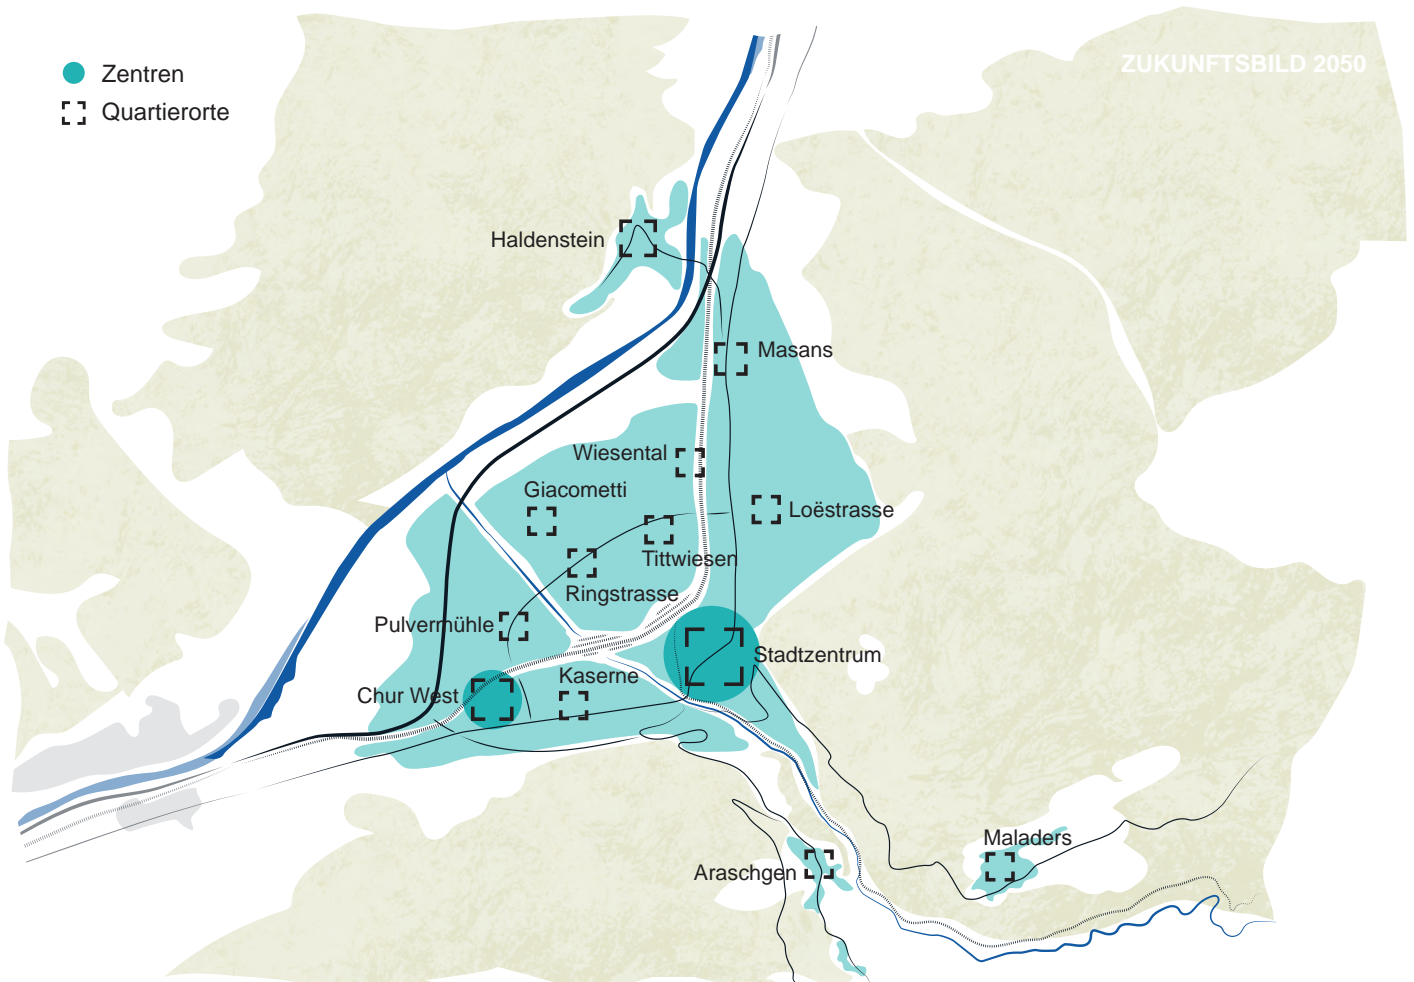 ZUKUNFTSBILD 2050
Zentren
Quartierorte
Haldenstein
Masans
Wiesental
Giacometti
Loëstrasse
Tittwiesen
Ringstrasse
Pulvermühle
Stadtzentrum
Kaserne
Chur West
Maladers
Araschgen